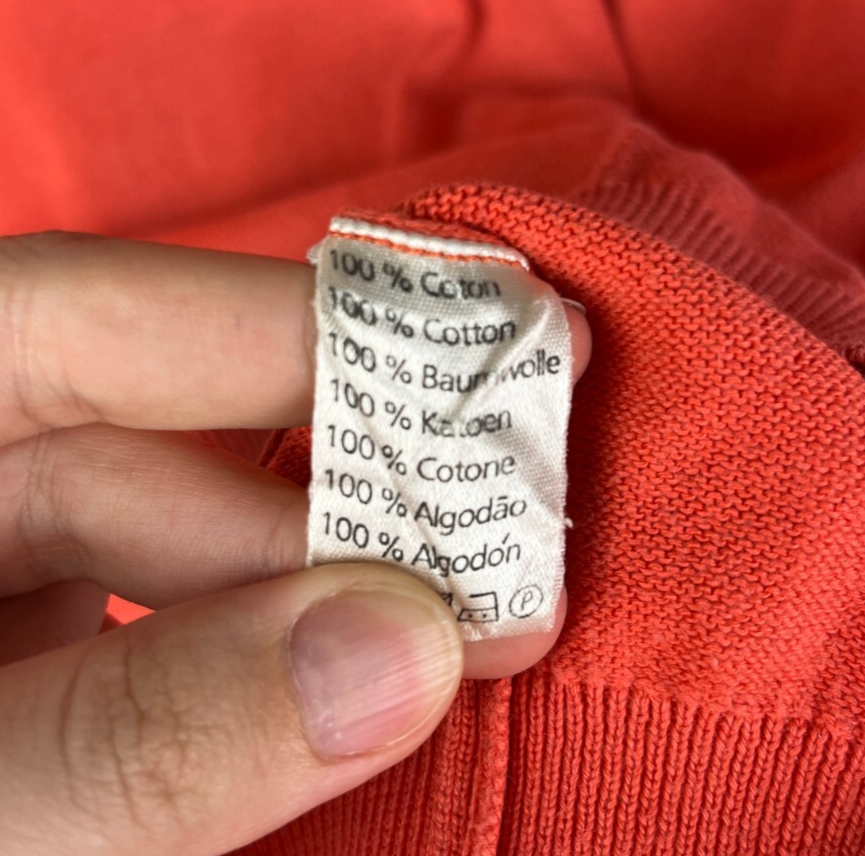 100 % Coton
100 % Cotton
100 % Baumwolle
100 % Katoen
100 % Cotone
100 % Algodão
100 % Algodón
P